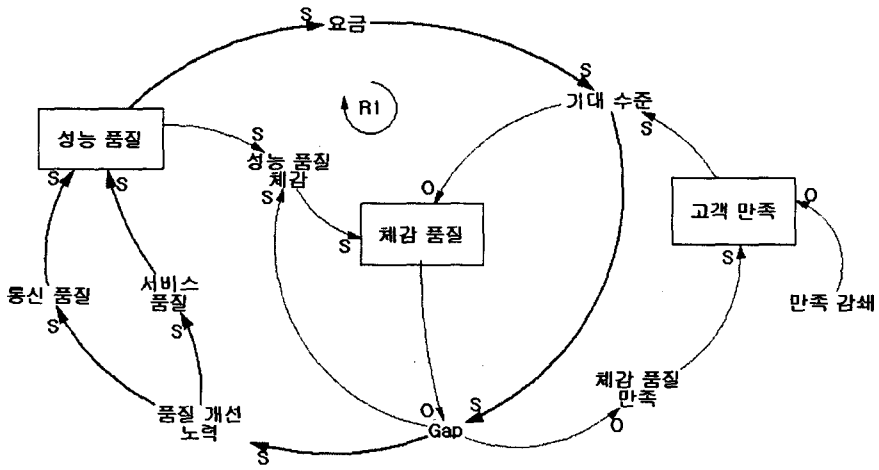 S 요금
S
R1
기대 수준
S
성능 품질
S
성능 품질
체감
S
S S
O
체감 품질
S
고객 만족
O
S
통신 품질
S
서비스
품질
S
만족 감쇄
체감 품질
만족
O
품질 개선
노력
S
O S
Gap